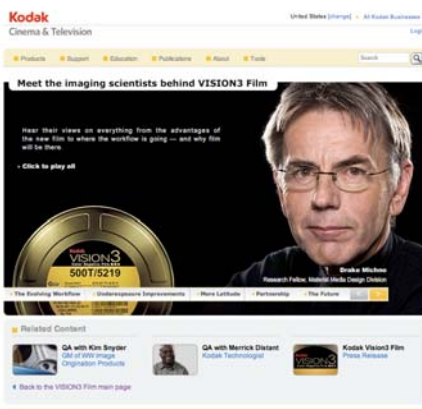 Kodak
Cinema & Television
United States [change]
All Kodak Businesses
Products
Support
Education
Publications
About
Tools
Search
Meet the imaging scientists behind VISION3 Film
Hear their views on everything from the advantages of
the new film to where the workflow is going — and why film
will be there.
Click to play all
Kodak
VISION3
500T/5219
Drake Michno
Research Fellow, Material Media Design Division
The Evolving Workflow
Underexposure Improvements
More Latitude
Partnership
The Future
Related Content
QA with Kim Snyder
GM of WW Image
Origination Products
QA with Merrick Distant
Kodak Technologist
VISION3
Kodak Vision3 Film
Press Release
Back to the VISION3 Film main page